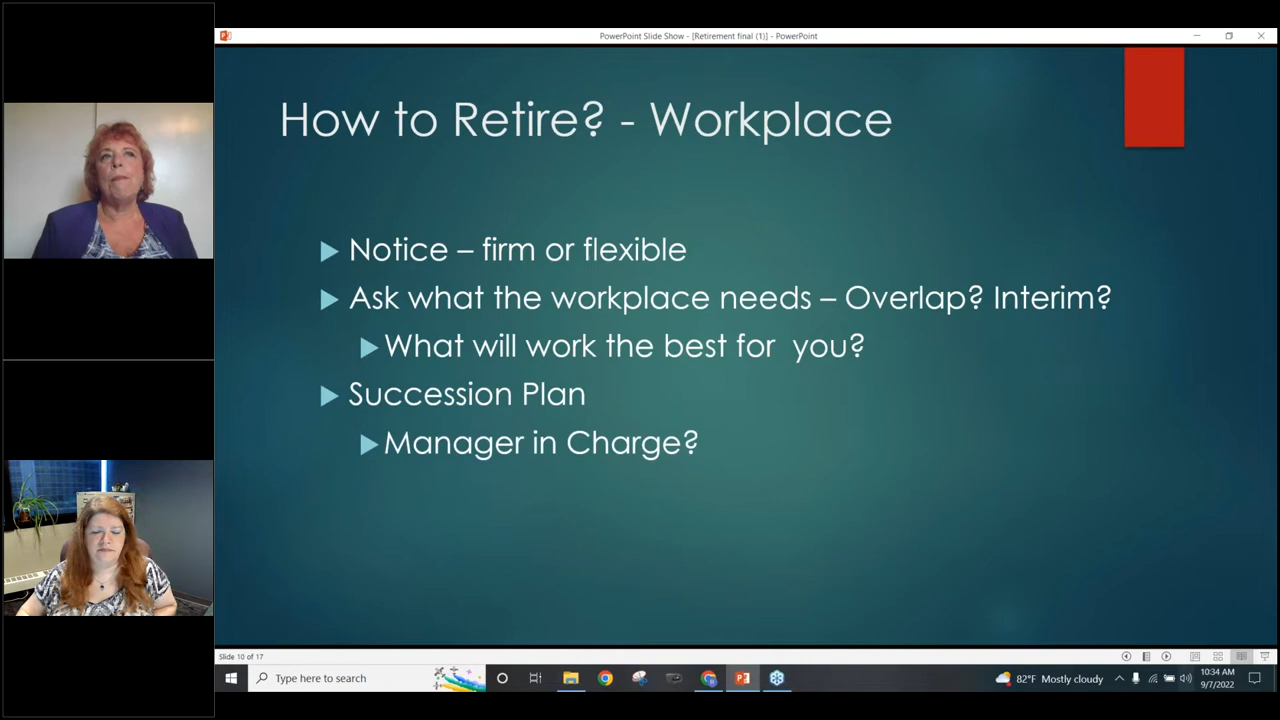 PowerPoint Slide Show - [Retirement final (1)] - PowerPoint
How to Retire? - Workplace
Notice – firm or flexible
Ask what the workplace needs – Overlap? Interim?
What will work the best for you?
Succession Plan
Manager in Charge?
Slide 10 of 17
Type here to search
82°F Mostly cloudy
10:34 AM
9/7/2022